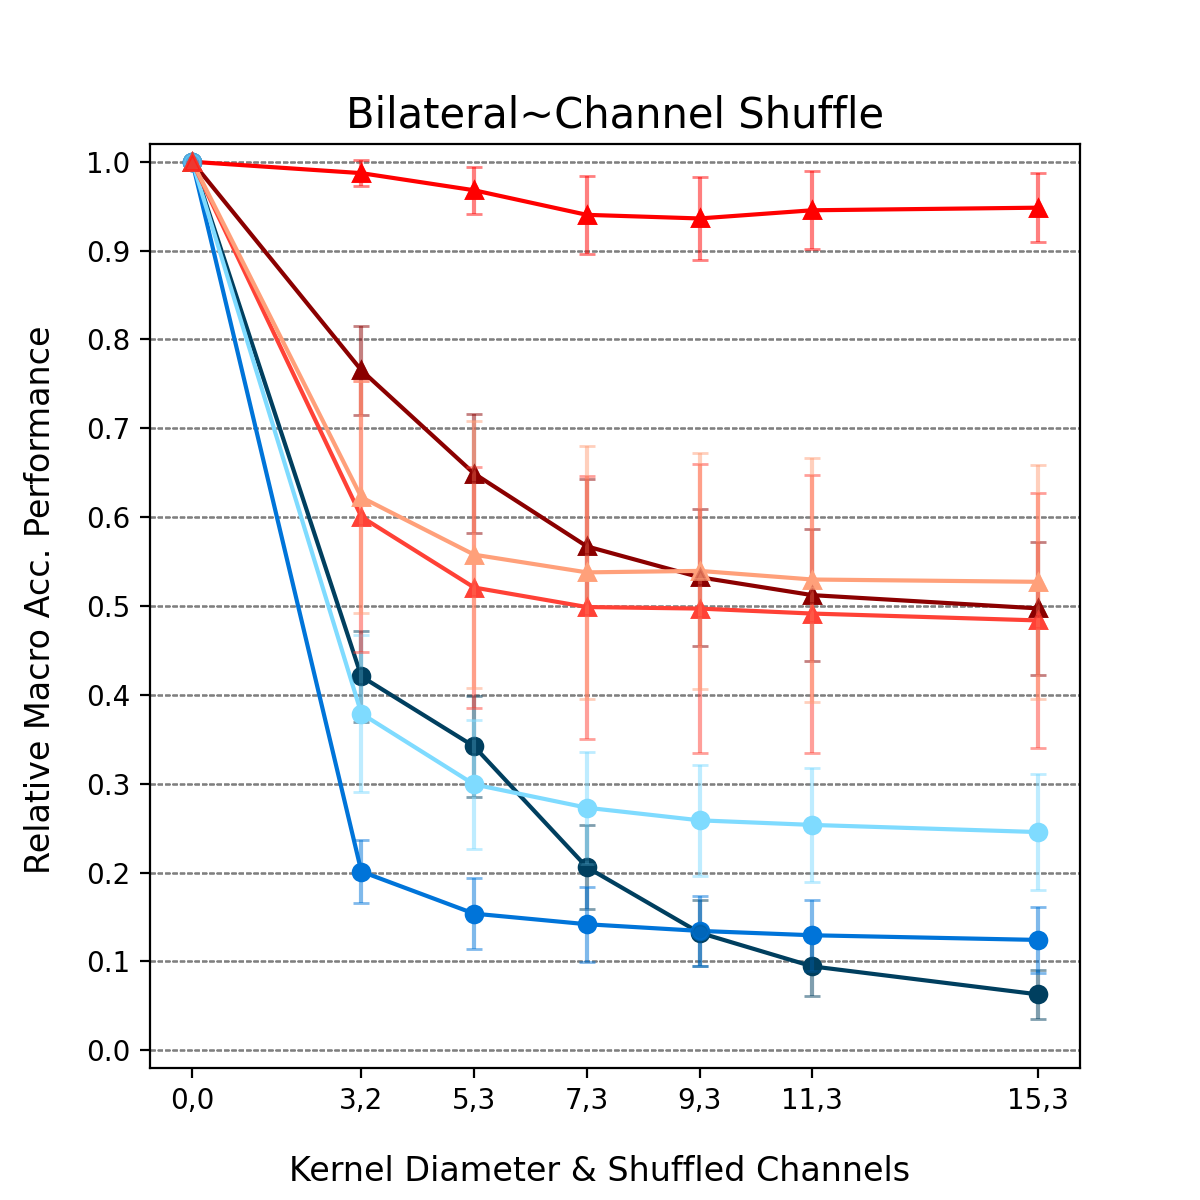 Bilateral~Channel Shuffle
Relative Macro Acc. Performance
1.0
0.9
0.8
0.7
0.6
0.5
0.4
0.3
0.2
0.1
0.0
0,0 3,2 5,3 7,3 9,3 11,3 15,3
Kernel Diameter & Shuffled Channels